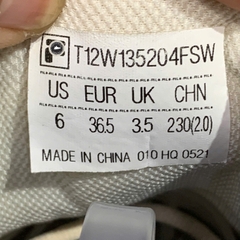 T12W135204FSW
US EUR UK CHN
6 36.5 3.5 230(2.0)
MADE IN CHINA 010 HQ 0521